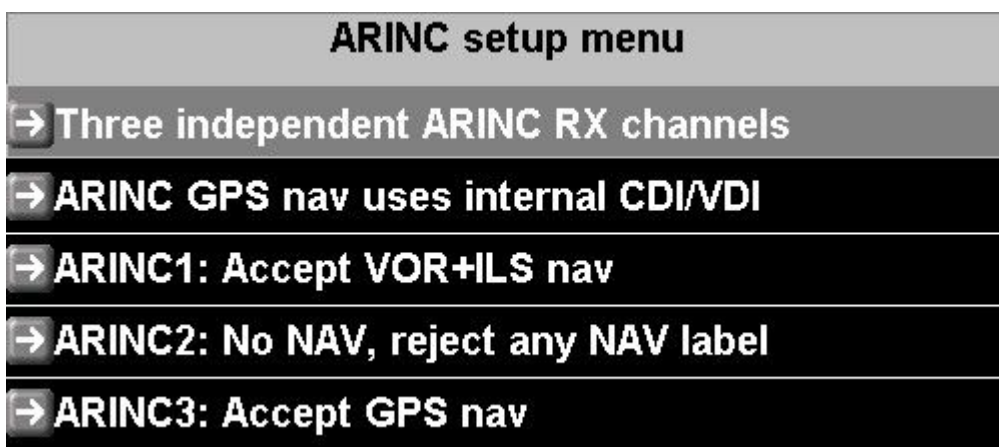 ARINC setup menu
Three independent ARINC RX channels
ARINC GPS nav uses internal CDI/VDI
ARINC1: Accept VOR+ILS nav
ARINC2: No NAV, reject any NAV label
ARINC3: Accept GPS nav